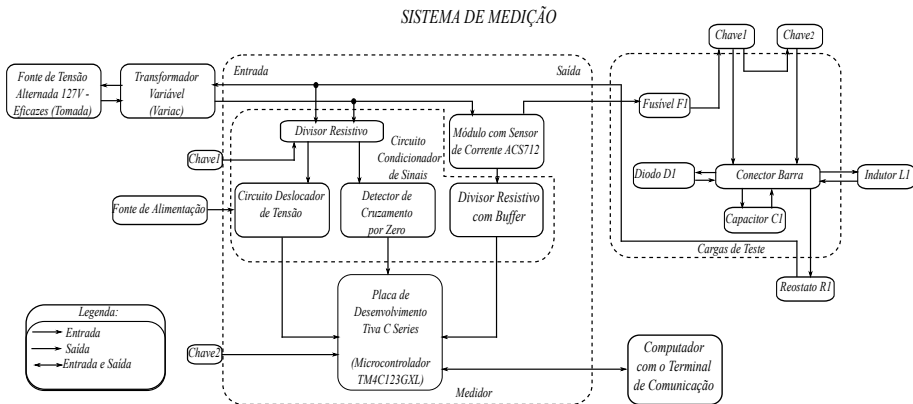 SISTEMA DE MEDIÇÃO
Fonte de Tensão
Alternada 127V -
Eficazes (Tomada)
Transformador
Variável
(Variac)
Entrada
Saída
Divisor Resistivo
Circuito
Condicionador
de Sinais
Chave1
Módulo com Sensor
de Corrente ACS712
Fonte de Alimentação
Circuito Deslocador
de Tensão
Detector de
Cruzamento
por Zero
Divisor Resistivo
com Buffer
Placa de
Desenvolvimento
Tiva C Series
(Microcontrolador
TM4C123GXL)
Chave2
Medidor
Chave1
Chave2
Fusível F1
Diodo D1
Conector Barra
Indutor L1
Capacitor C1
Cargas de Teste
Reostato R1
Computador
com o Terminal
de Comunicação
Legenda:
Entrada
Saída
Entrada e Saída